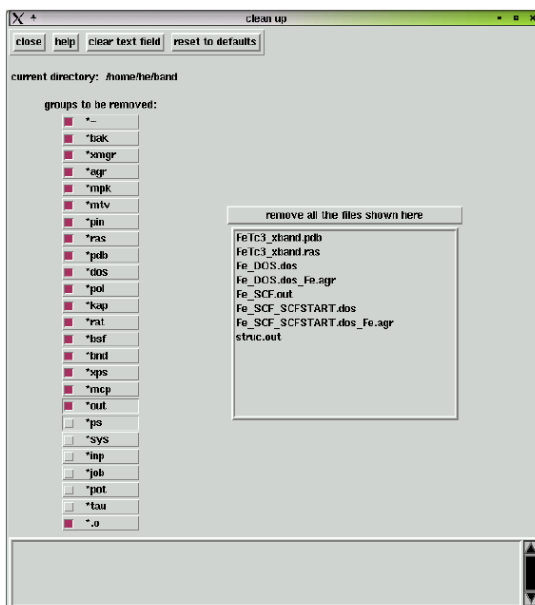 clean up
close help clear text field reset to defaults
current directory: /home/he/band
groups to be removed:
*~
*bak
*xmgr
*agr
*mpk
*mtv
*pin
*ras
*pdb
*dos
*pol
*kap
*rat
*bsf
*bnd
*xps
*mcp
*out
*ps
*sys
*inp
*job
*pot
*tau
*.o
remove all the files shown here
FeTc3_xband.pdb
FeTc3_xband.ras
Fe_DOS.dos
Fe_DOS.dos_Fe.agr
Fe_SCF.out
Fe_SCF_SCFSTART.dos
Fe_SCF_SCFSTART.dos_Fe.agr
struc.out